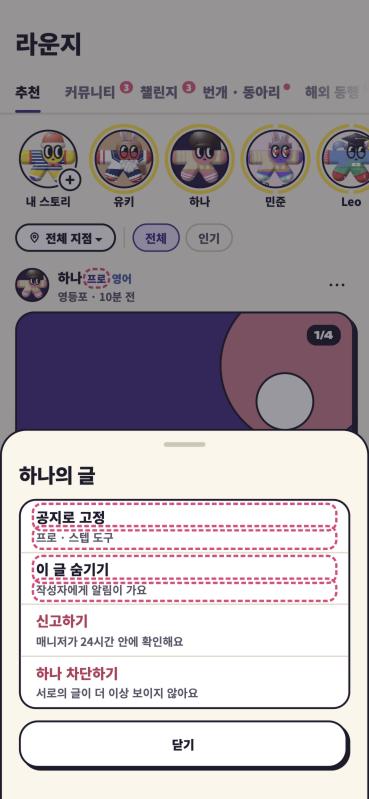 라운지
추천 커뮤니티 3 챌린지 3 번개 · 동아리 해외 동행
내 스토리 유키 하나 민준 Leo
전체 지점 전체 인기
하나 프로 영어
영등포 · 10분 전
1/4
하나의 글
공지로 고정
프로 · 스텝 도구
이 글 숨기기
작성자에게 알림이 가요
신고하기
매니저가 24시간 안에 확인해요
하나 차단하기
서로의 글이 더 이상 보이지 않아요
닫기